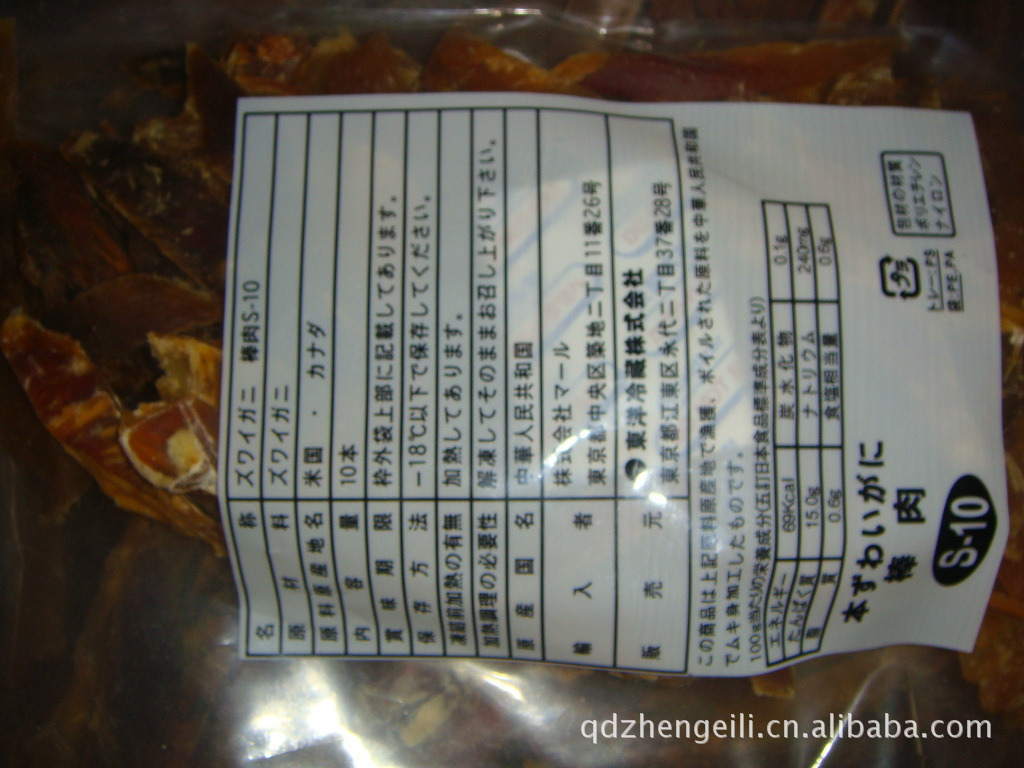 名称 ズワイガニ 棒肉S-10
原材料 ズワイガニ
原料原産地名 米国・カナダ
内容量 10本
賞味期限 枠外袋上部に記載してあります。
保存方法 －18℃以下で保存してください。
凍結前加熱の有無 加熱してあります。
加熱調理の必要性 解凍してそのままお召し上がり下さい。
原産国名 中華人民共和国
輸入者 株式会社マール
東京都中央区築地二丁目11番26号
販売元 東洋冷蔵株式会社
東京都江東区永代二丁目37番28号
この商品は上記原料原産地で漁獲、ボイルされた原料を中華人民共和国
でムキ身加工したものです。
100g当たりの栄養成分(五訂日本食品標準成分表より)
エネルギー 69Kcal 炭水化物 0.1g
たんぱく質 15.0g ナトリウム 240mg
脂質 0.6g 食塩相当量 0.6g
本ずわいがに
棒肉
S-10
プラ
トレー:PS
袋:PE,PA
包材の材質
ポリエチレン
ナイロン
qdzhengeili.cn.alibaba.com